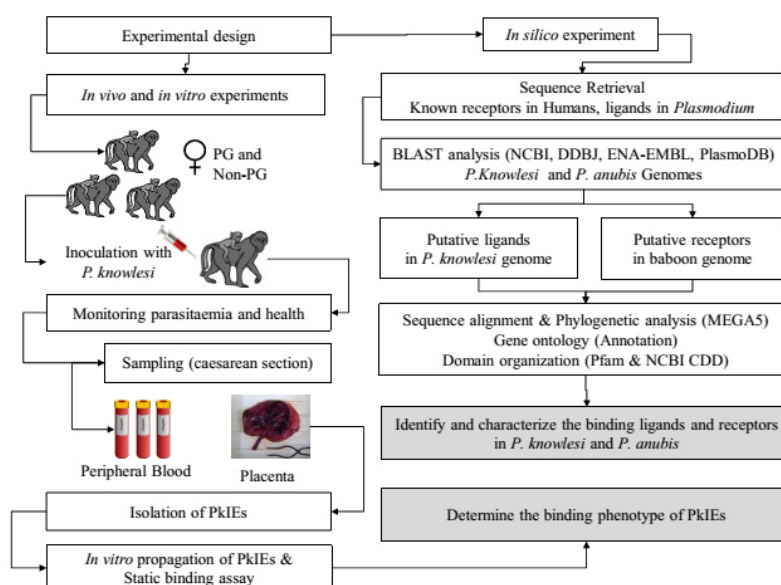 Experimental design
In silico experiment
In vivo and in vitro experiments
PG and
Non-PG
Inoculation with
P. knowlesi
Monitoring parasitaemia and health
Sampling (caesarean section)
Peripheral Blood
Placenta
Isolation of PkIEs
In vitro propagation of PkIEs &
Static binding assay
Sequence Retrieval
Known receptors in Humans, ligands in Plasmodium
BLAST analysis (NCBI, DDBJ, ENA-EMBL, PlasmoDB)
P.Knowlesi and P. anubis Genomes
Putative ligands
in P. knowlesi genome
Putative receptors
in baboon genome
Sequence alignment & Phylogenetic analysis (MEGA5)
Gene ontology (Annotation)
Domain organization (Pfam & NCBI CDD)
Identify and characterize the binding ligands and receptors
in P. knowlesi and P. anubis
Determine the binding phenotype of PkIEs